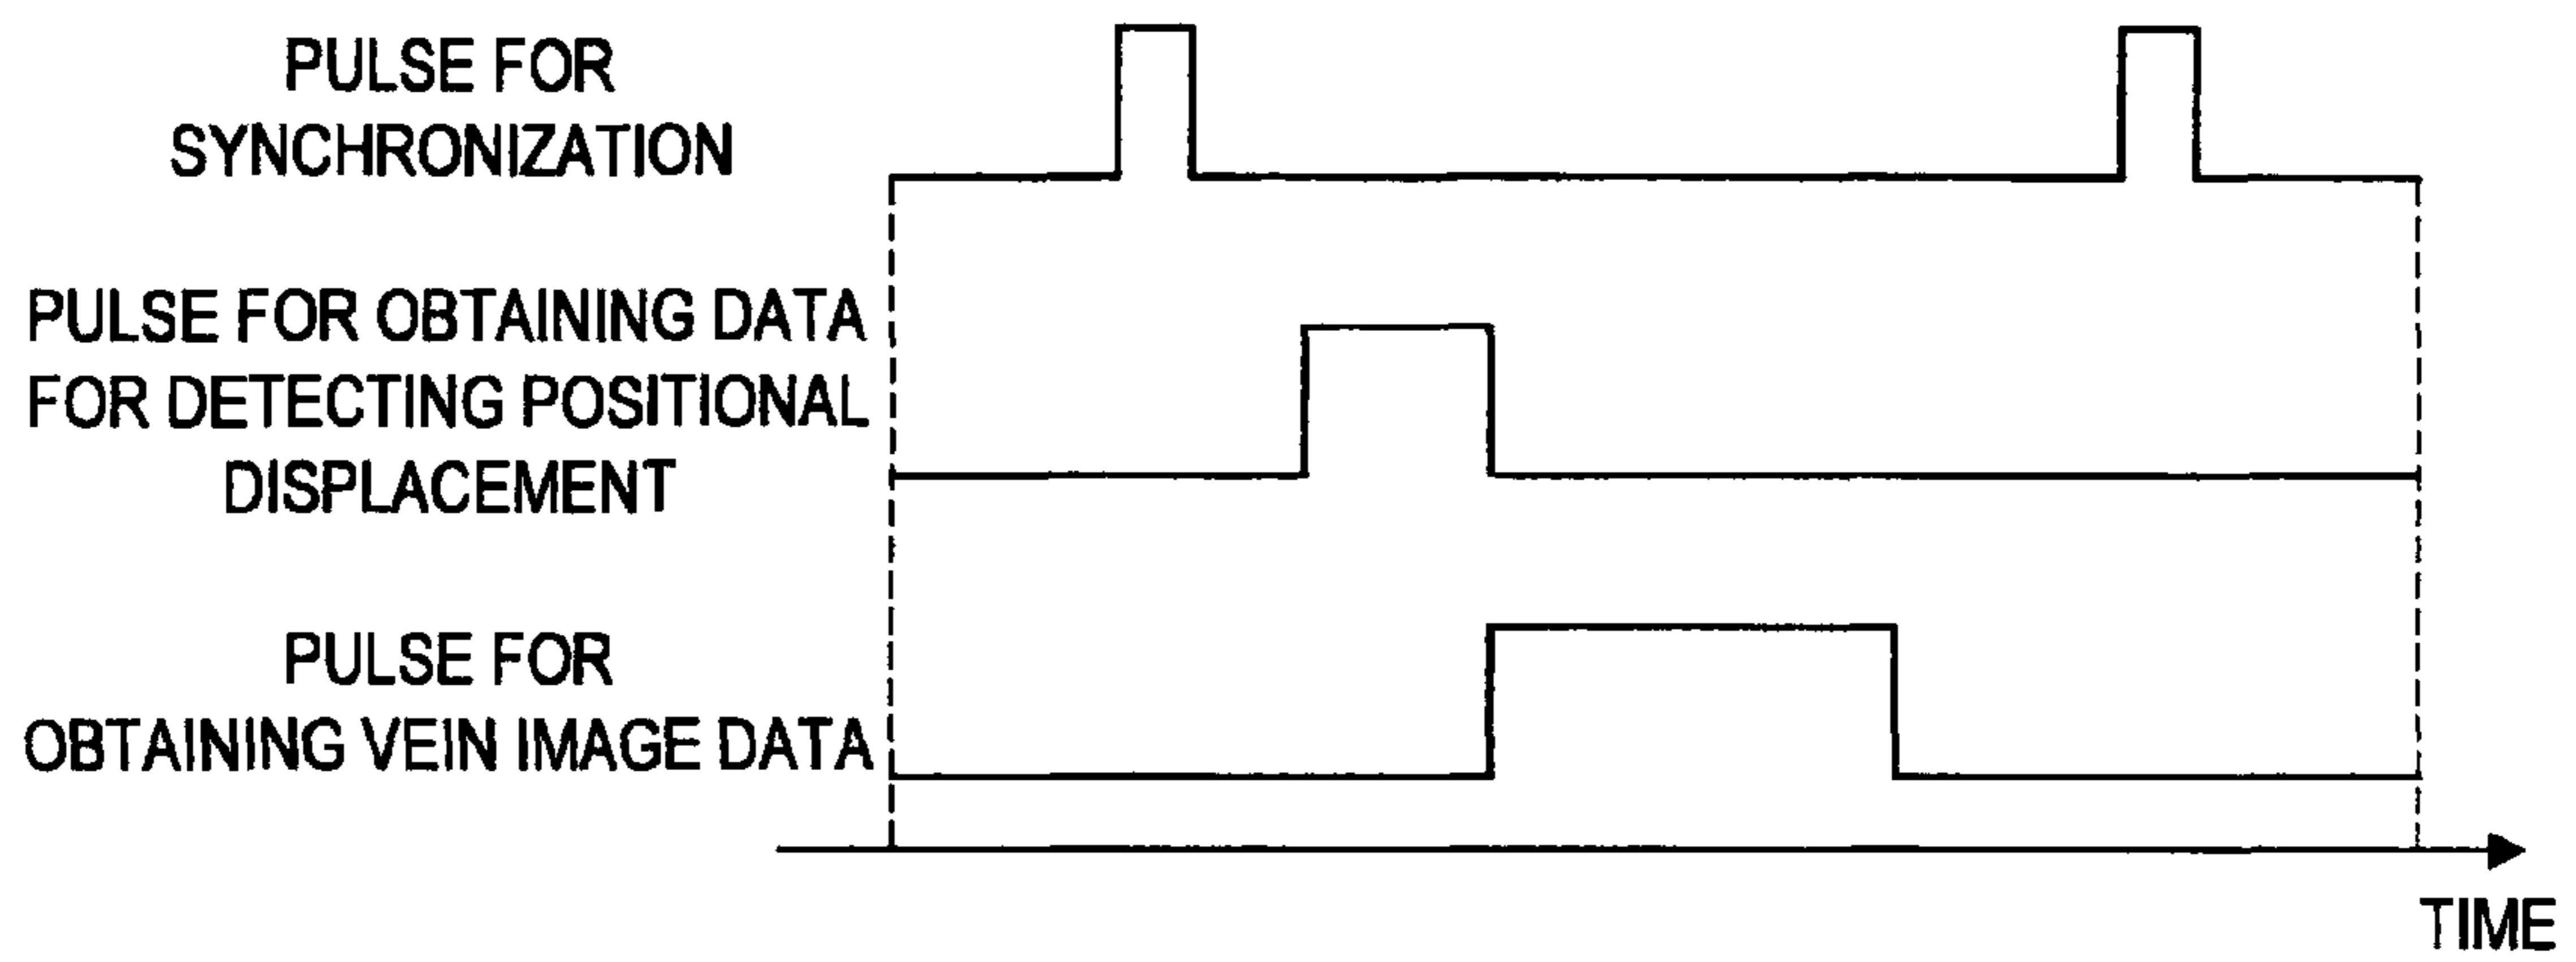 PULSE FOR
SYNCHRONIZATION
PULSE FOR OBTAINING DATA
FOR DETECTING POSITIONAL
DISPLACEMENT
PULSE FOR
OBTAINING VEIN IMAGE DATA
TIME